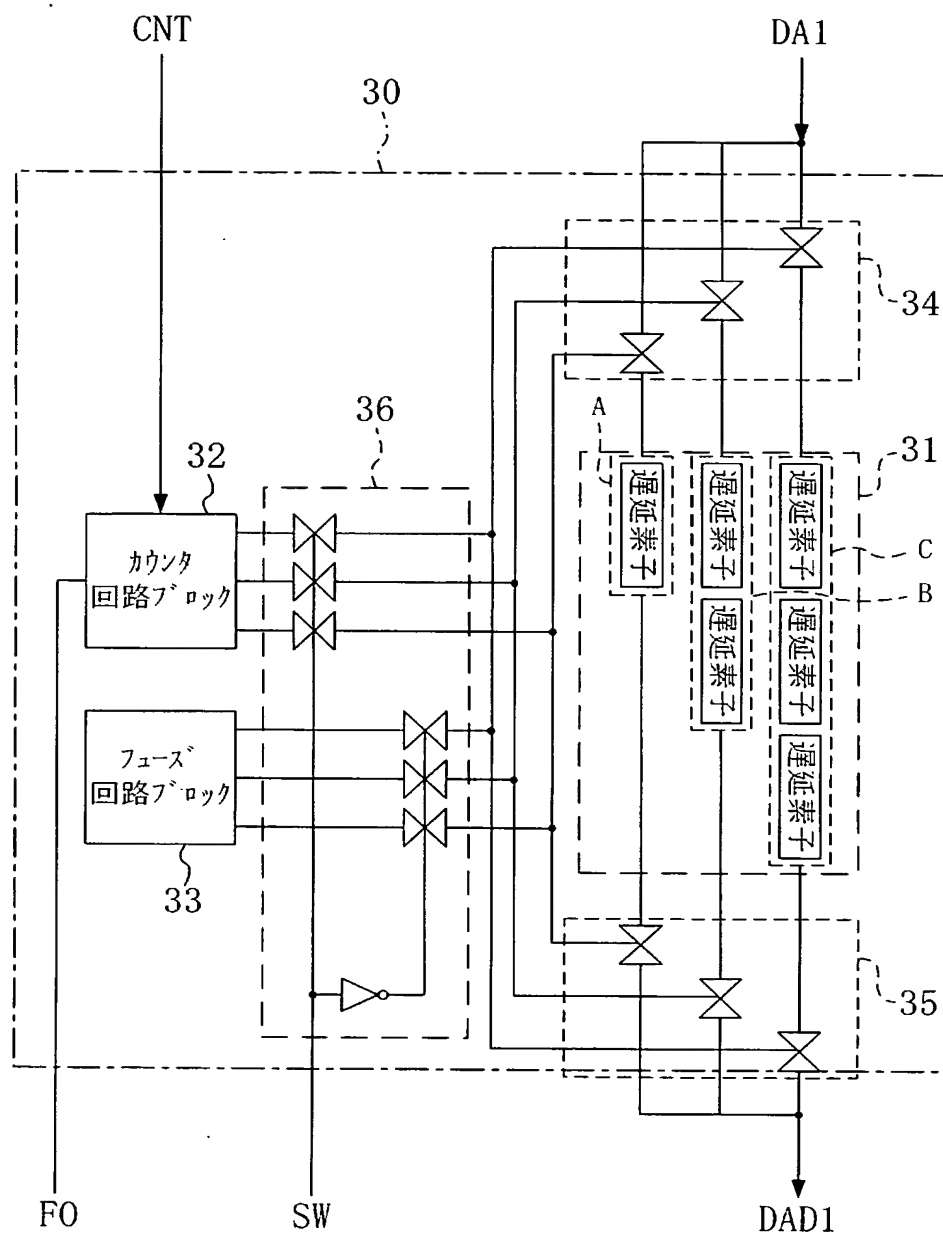 CNT
DA1
30
34
A
36
31
32
カウンタ
回路ブロック
遅延素子
遅延素子
遅延素子
C
B
遅延素子
遅延素子
フューズ
回路ブロック
遅延素子
33
35
FO
SW
DAD1